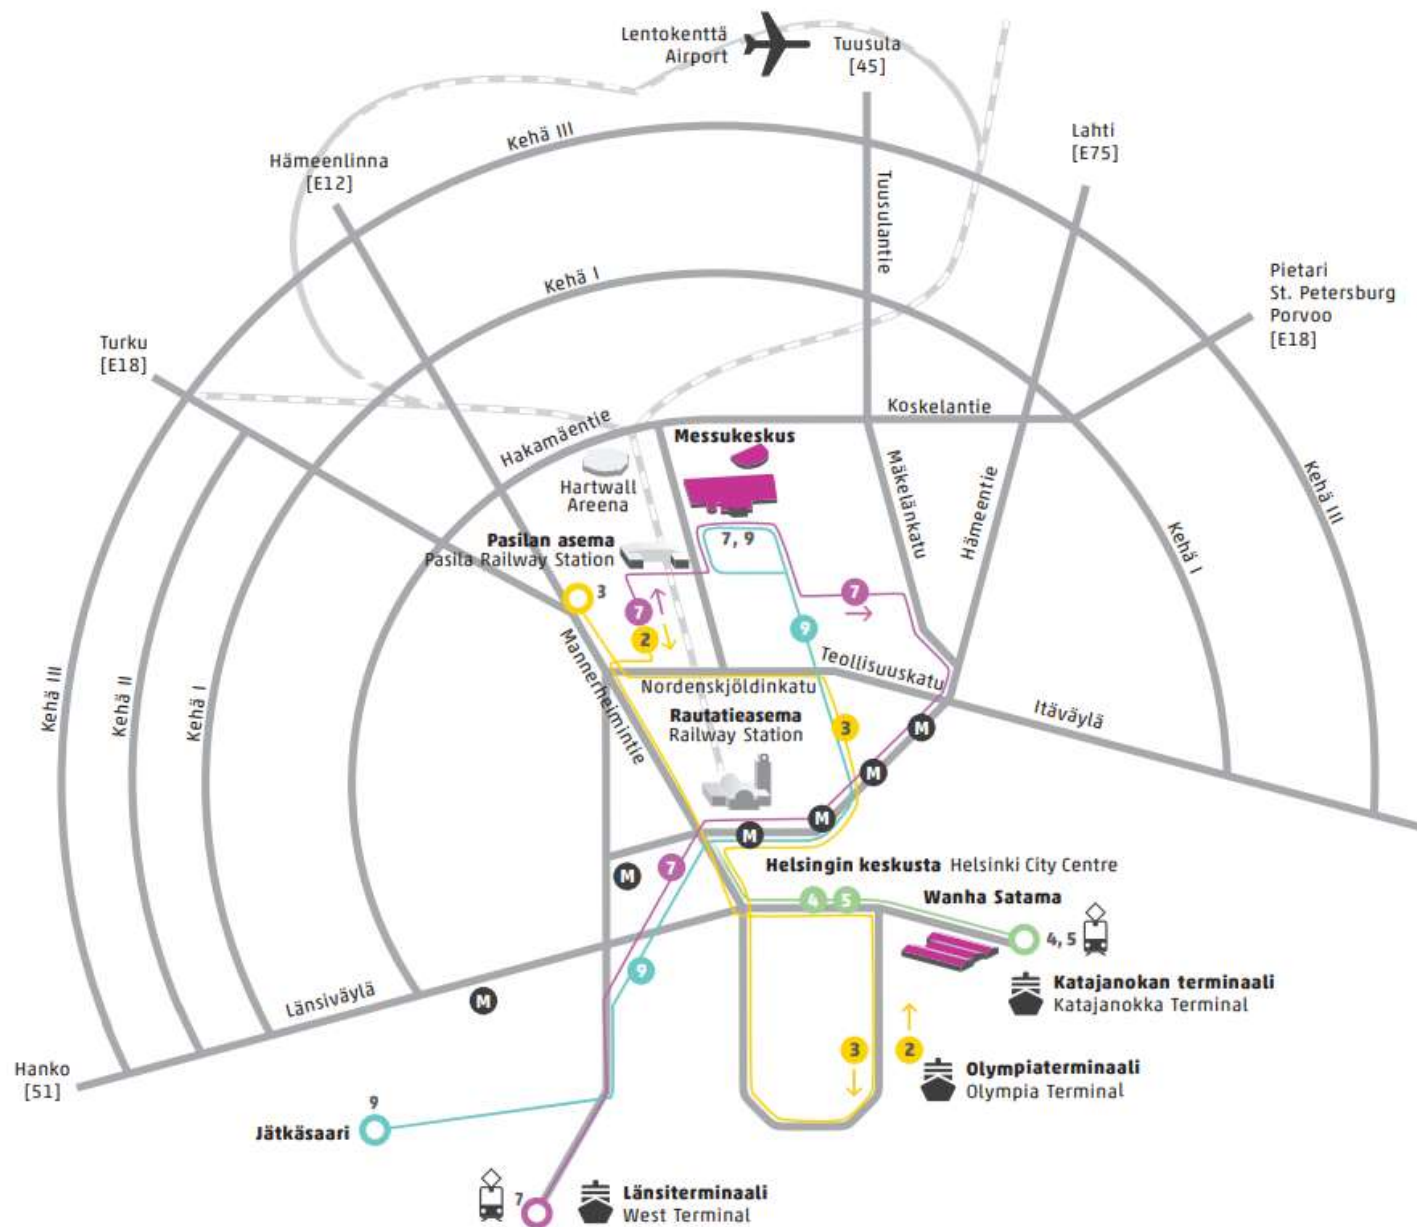 Lentokenttä
Airport
Tuusula
[45]
Lahti
[E75]
Kehä III
Hämeenlinna
[E12]
Tuusulantie
Pietari
St. Petersburg
Porvoo
[E18]
Kehä I
Turku
[E18]
Koskelantie
Hakamäentie
Messukeskus
Hartwall
Areena
Mäkelänkatu
Hämeentie
Kehä III
Kehä I
Pasilan asema
Pasila Railway Station
7, 9
3
7
7
2
9
Mannerheimintie
Teollisuuskatu
Nordenskjöldinkatu
Kehä III
Kehä II
Kehä I
Itäväylä
Rautatieasema
Railway Station
3
M
M
M
M
M
7
Helsingin keskusta Helsinki City Centre
4
5
Wanha Satama
4, 5
9
Länsiväylä
M
Katajanokan terminaali
Katajanokka Terminal
3
2
Olympiaterminaali
Olympia Terminal
Hanko
[51]
9
Jätkäsaari
7
Länsiterminaali
West Terminal